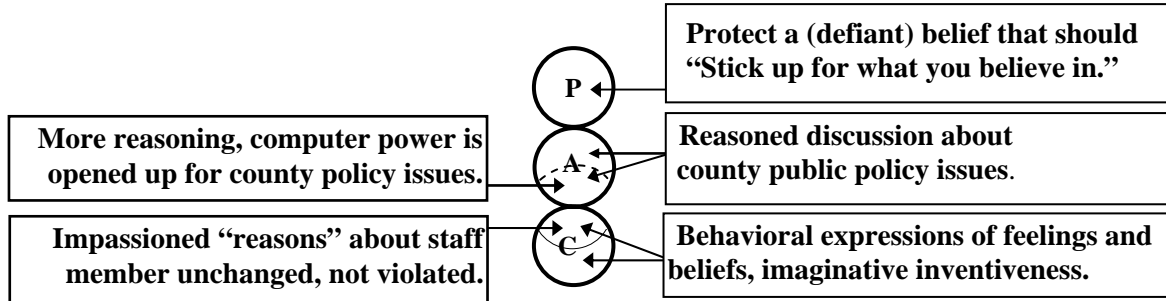 Protect a (defiant) belief that should
“Stick up for what you believe in.”
P
More reasoning, computer power is
opened up for county policy issues.
A
Reasoned discussion about
county public policy issues.
Impassioned “reasons” about staff
member unchanged, not violated.
C
Behavioral expressions of feelings and
beliefs, imaginative inventiveness.